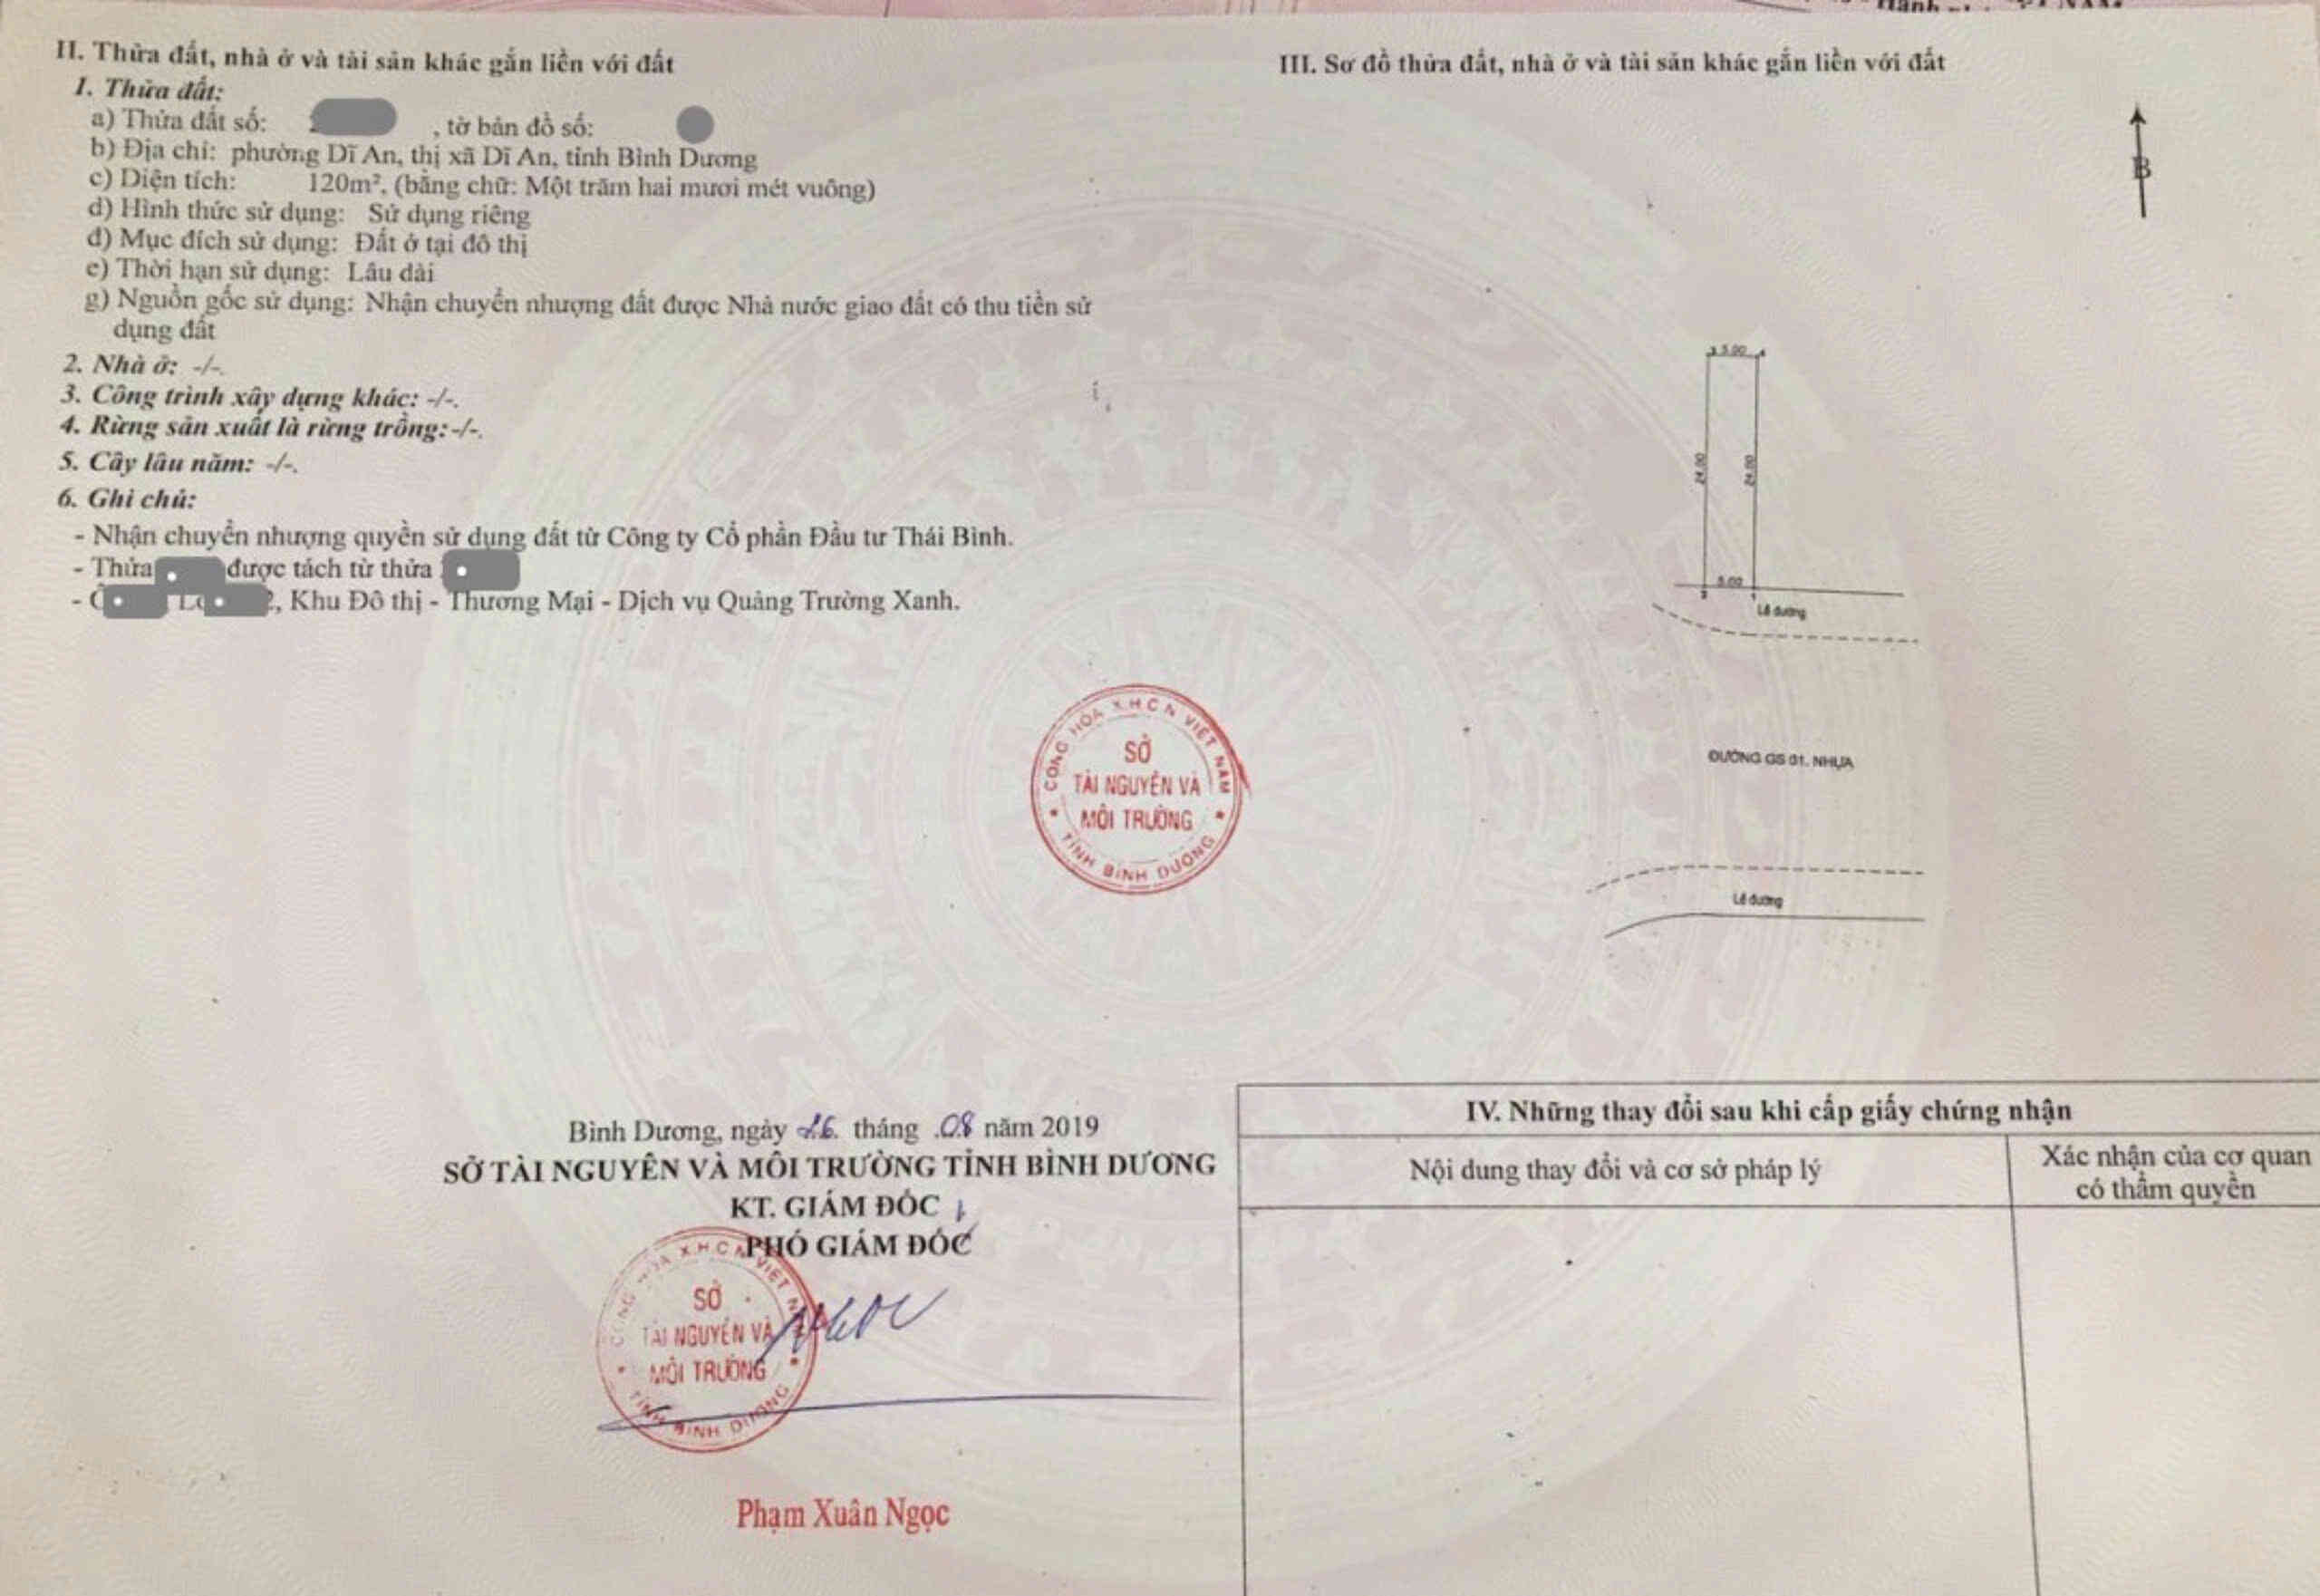 II. Thửa đất, nhà ở và tài sản khác gắn liền với đất
1. Thửa đất:
a) Thửa đất số: , tờ bản đồ số:
b) Địa chỉ: phường Dĩ An, thị xã Dĩ An, tỉnh Bình Dương
c) Diện tích: 120m², (bằng chữ: Một trăm hai mươi mét vuông)
d) Hình thức sử dụng: Sử dụng riêng
đ) Mục đích sử dụng: Đất ở tại đô thị
e) Thời hạn sử dụng: Lâu dài
g) Nguồn gốc sử dụng: Nhận chuyển nhượng đất được Nhà nước giao đất có thu tiền sử
dụng đất
2. Nhà ở: -/-.
3. Công trình xây dựng khác: -/-.
4. Rừng sản xuất là rừng trồng:-/-.
5. Cây lâu năm: -/-.
6. Ghi chú:
- Nhận chuyển nhượng quyền sử dụng đất từ Công ty Cổ phần Đầu tư Thái Bình.
- Thửa được tách từ thửa
- , Khu Đô thị - Thương Mại - Dịch vụ Quảng Trường Xanh.
CỘNG HÒA XHCN VIỆT NAM
SỞ
TÀI NGUYÊN VÀ
MÔI TRƯỜNG
TỈNH BÌNH DƯƠNG
Bình Dương, ngày 26 tháng 08 năm 2019
SỞ TÀI NGUYÊN VÀ MÔI TRƯỜNG TỈNH BÌNH DƯƠNG
KT. GIÁM ĐỐC
PHÓ GIÁM ĐỐC
XHCN VIỆT
SỞ
TÀI NGUYÊN VÀ
MÔI TRƯỜNG
TỈNH BÌNH DƯƠNG
Phạm Xuân Ngọc
III. Sơ đồ thửa đất, nhà ở và tài sản khác gắn liền với đất
B
5.00
24.00
24.00
5.00
Lề đường
ĐƯỜNG GS 01. NHỰA
Lề đường
IV. Những thay đổi sau khi cấp giấy chứng nhận
Nội dung thay đổi và cơ sở pháp lý
Xác nhận của cơ quan
có thẩm quyền